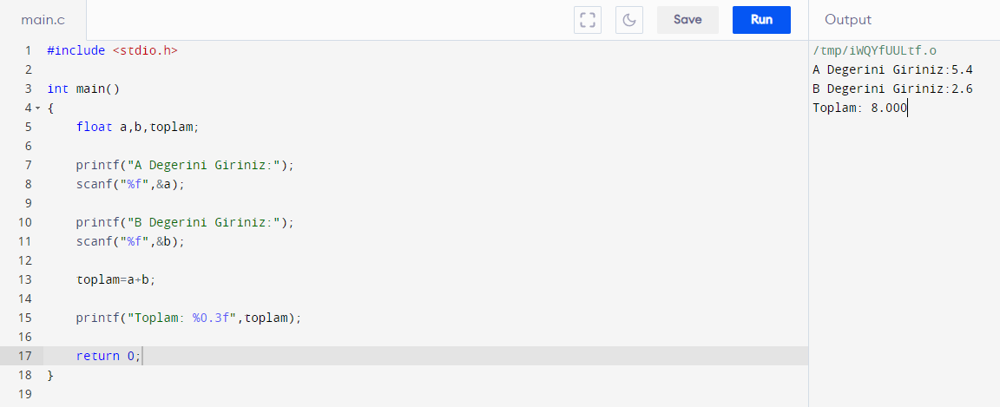 main.c
Save
Run
Output
1 #include <stdio.h>
2
3 int main()
4 {
5     float a,b,toplam;
6
7     printf("A Degerini Giriniz:");
8     scanf("%f",&a);
9
10     printf("B Degerini Giriniz:");
11     scanf("%f",&b);
12
13     toplam=a+b;
14
15     printf("Toplam: %0.3f",toplam);
16
17     return 0;
18 }
19
/tmp/iWQYfUULtf.o
A Degerini Giriniz:5.4
B Degerini Giriniz:2.6
Toplam: 8.000